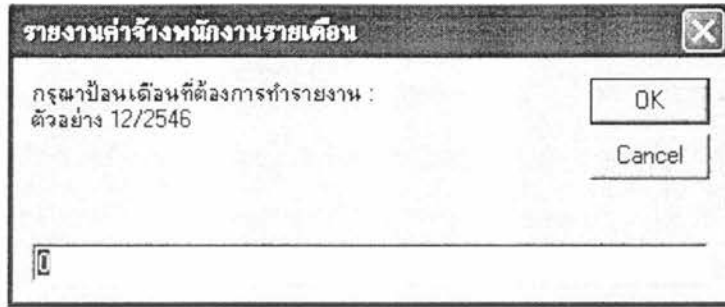 รายงานค่าจ้างพนักงานรายเดือน
กรุณาป้อนเดือนที่ต้องการทำรายงาน :
ตัวอย่าง 12/2546
OK
Cancel
0